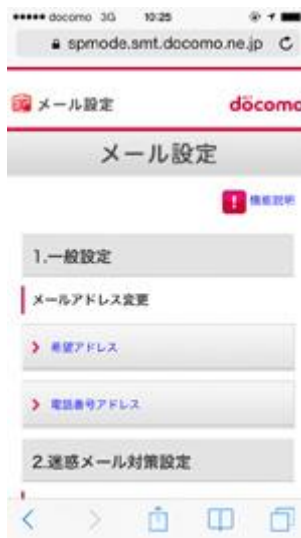 docomo 3G 10:25
spmode.smt.docomo.ne.jp
メール設定 döcomo
メール設定
! 機能説明
1.一般設定
メールアドレス変更
希望アドレス
電話番号アドレス
2.迷惑メール対策設定